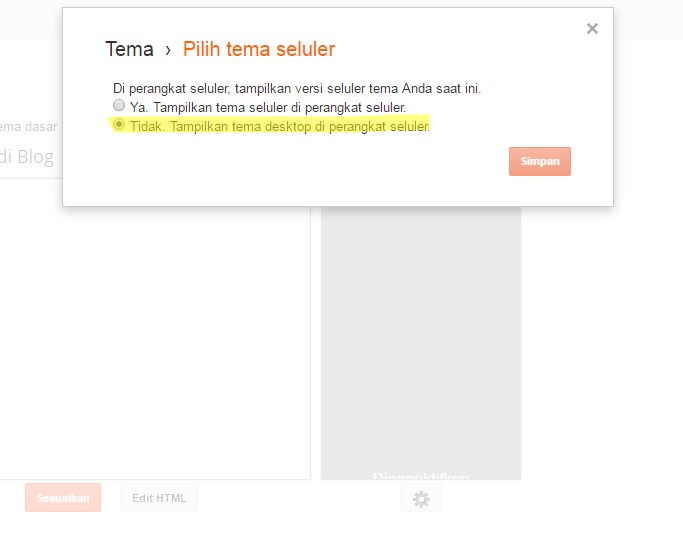 Tema › Pilih tema seluler
Di perangkat seluler, tampilkan versi seluler tema Anda saat ini.
Ya. Tampilkan tema seluler di perangkat seluler.
Tidak. Tampilkan tema desktop di perangkat seluler.
Simpan
ema dasar
di Blog
Dinonaktifkan
Sesuaikan
Edit HTML